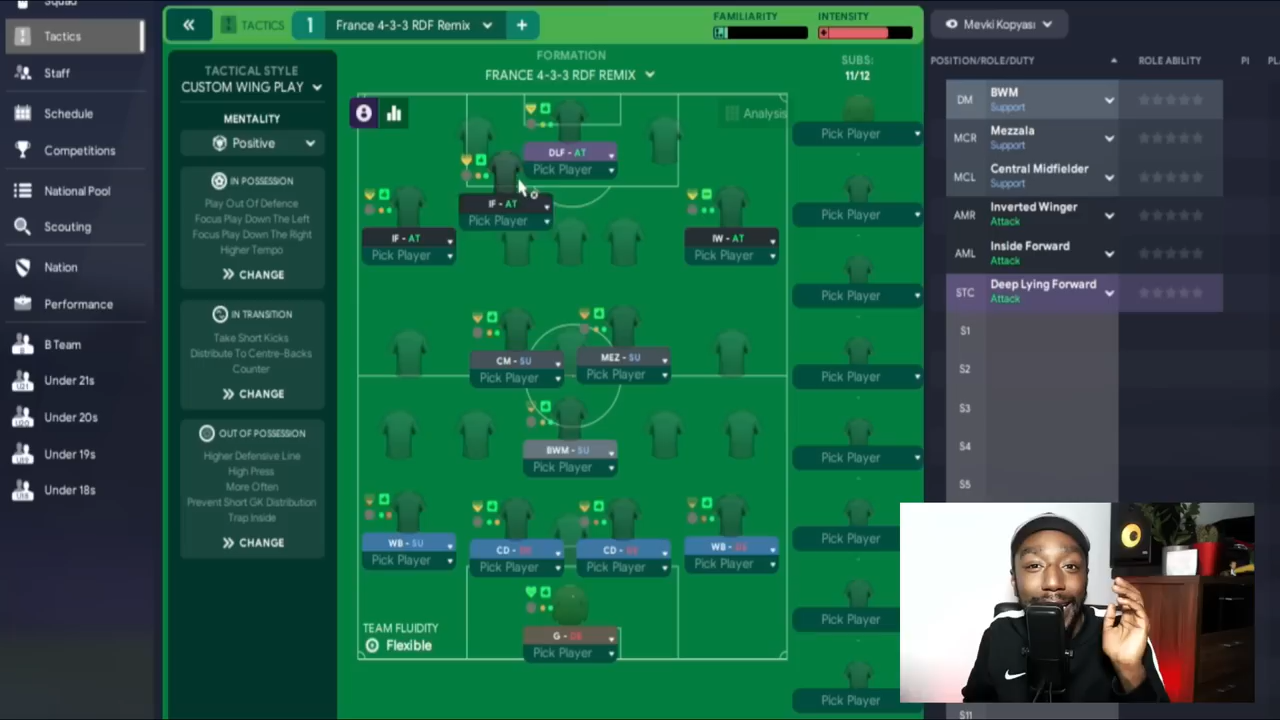 Squad
Tactics
Staff
Schedule
Competitions
National Pool
Scouting
Nation
Performance
B Team
Under 21s
Under 20s
Under 19s
Under 18s
TACTICS
1
France 4-3-3 RDF Remix
FAMILIARITY
INTENSITY
TACTICAL STYLE
CUSTOM WING PLAY
MENTALITY
Positive
IN POSSESSION
Play Out Of Defence
Focus Play Down The Left
Focus Play Down The Right
Higher Tempo
CHANGE
IN TRANSITION
Take Short Kicks
Distribute To Centre-Backs
Counter
CHANGE
OUT OF POSSESSION
Higher Defensive Line
High Press
More Often
Prevent Short GK Distribution
Trap Inside
CHANGE
FORMATION
FRANCE 4-3-3 RDF REMIX
Analysis
DLF - AT
Pick Player
IF - AT
Pick Player
IF - AT
Pick Player
IW - AT
Pick Player
CM - SU
Pick Player
MEZ - SU
Pick Player
BWM - SU
Pick Player
WB - SU
Pick Player
CD - DE
Pick Player
CD - DE
Pick Player
WB - DE
Pick Player
G - DE
Pick Player
TEAM FLUIDITY
Flexible
SUBS:
11/12
Pick Player
Pick Player
Pick Player
Pick Player
Pick Player
Pick Player
Pick Player
Pick Player
Mevki Kopyası
POSITION/ROLE/DUTY
ROLE ABILITY
PI
PL
DM
BWM
Support
MCR
Mezzala
Support
MCL
Central Midfielder
Support
AMR
Inverted Winger
Attack
AML
Inside Forward
Attack
STC
Deep Lying Forward
Attack
S1
S2
S3
S4
S5
S11